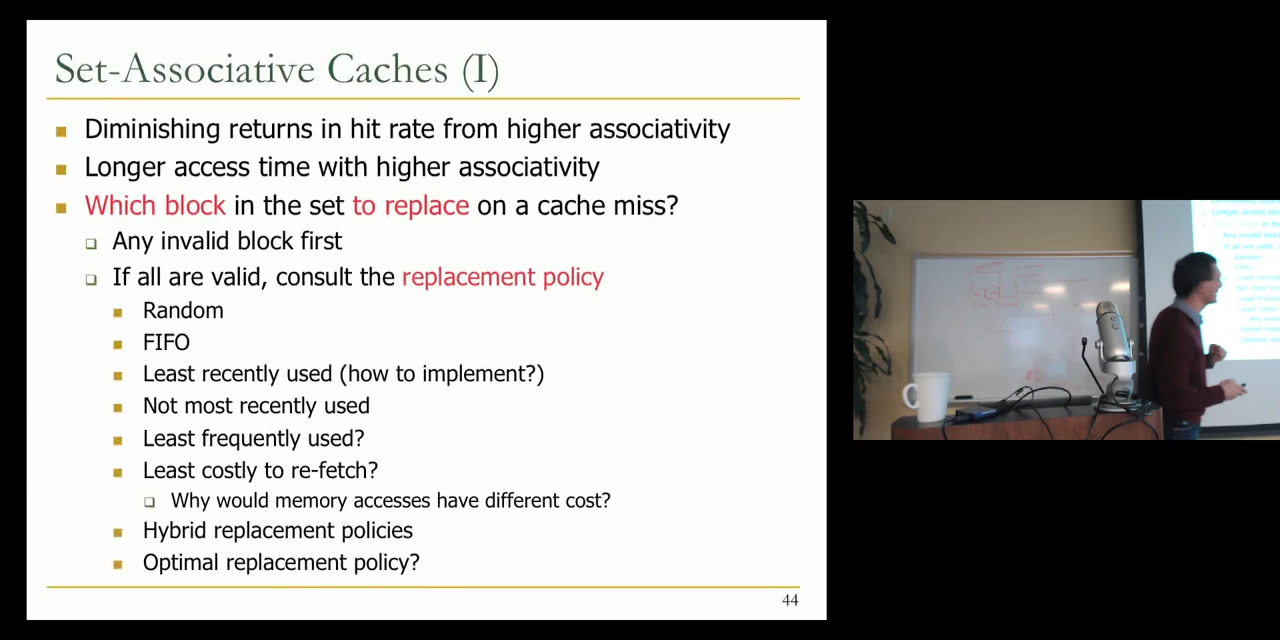 Set-Associative Caches (I)
Diminishing returns in hit rate from higher associativity
Longer access time with higher associativity
Which block in the set to replace on a cache miss?
Any invalid block first
If all are valid, consult the replacement policy
Random
FIFO
Least recently used (how to implement?)
Not most recently used
Least frequently used?
Least costly to re-fetch?
Why would memory accesses have different cost?
Hybrid replacement policies
Optimal replacement policy?
44